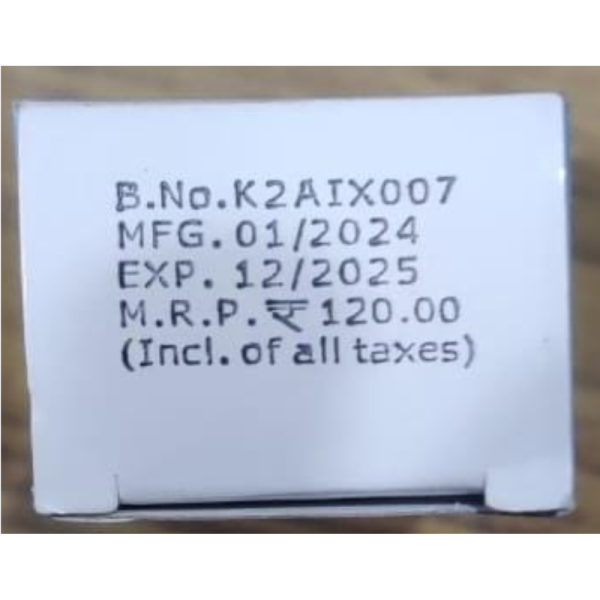 B.No.K2AIX007
MFG. 01/2024
EXP. 12/2025
M.R.P. ₹ 120.00
(Incl. of all taxes)